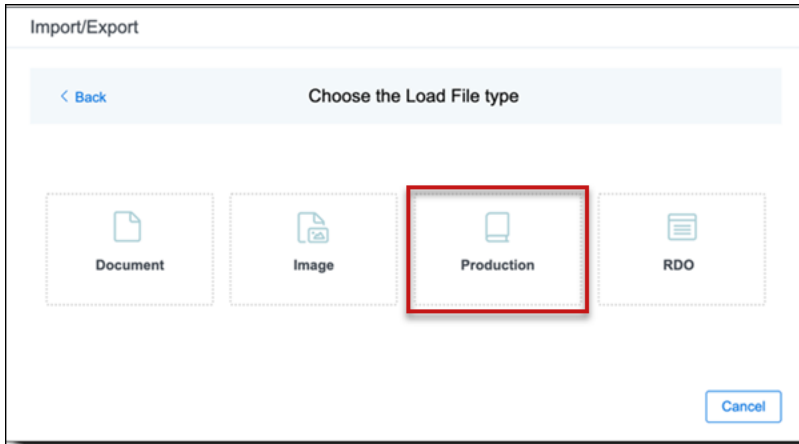 Import/Export
Back
Choose the Load File type
Document
Image
Production
RDO
Cancel